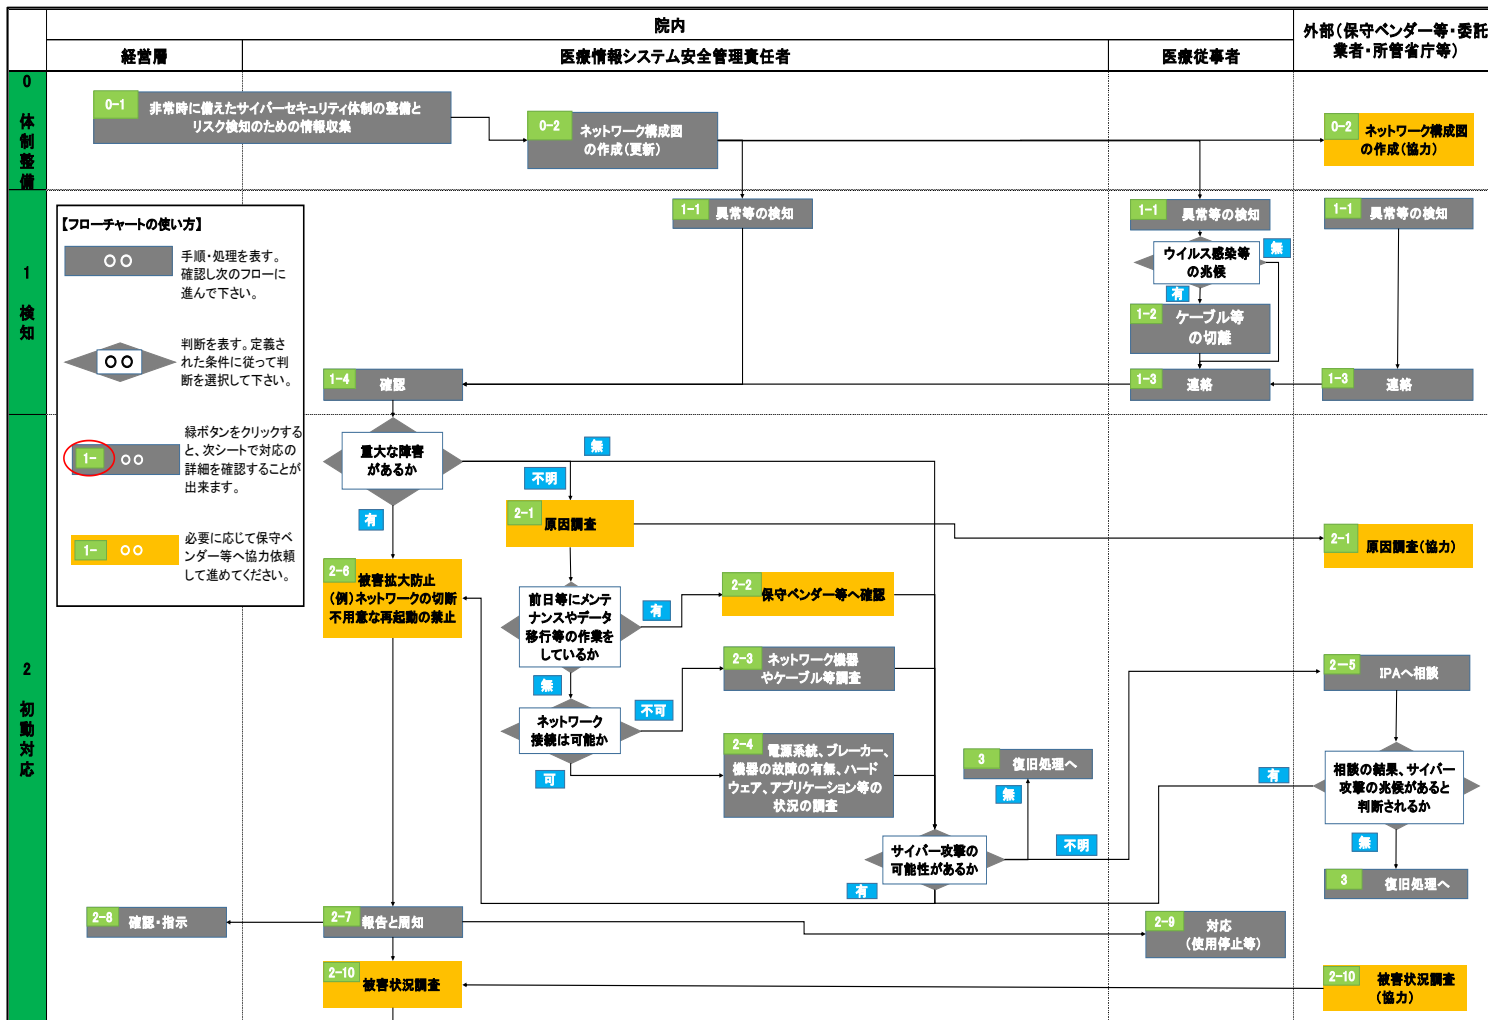 院内
外部（保守ベンダー等・委託
業者・所管省庁等）
経営層
医療情報システム安全管理責任者
医療従事者
0
体
制
整
備
0-1
非常時に備えたサイバーセキュリティ体制の整備と
リスク検知のための情報収集
0-2
ネットワーク構成図
の作成（更新）
0-2
ネットワーク構成図
の作成（協力）
1
検
知
【フローチャートの使い方】
○○
手順・処理を表す。
確認し次のフローに
進んで下さい。
○○
判断を表す。定義さ
れた条件に従って判
断を選択して下さい。
1-
○○
緑ボタンをクリックする
と、次シートで対応の
詳細を確認することが
出来ます。
1-
○○
必要に応じて保守ベ
ンダー等へ協力依頼
して進めてください。
1-1
異常等の検知
1-1
異常等の検知
1-1
異常等の検知
ウイルス感染等
の兆候
無
有
1-2
ケーブル等
の切離
1-4
確認
1-3
連絡
1-3
連絡
2
初
動
対
応
重大な障害
があるか
無
不明
有
2-1
原因調査
2-1
原因調査（協力）
2-6
被害拡大防止
（例）ネットワークの切断
不用意な再起動の禁止
前日等にメンテ
ナンスやデータ
移行等の作業を
しているか
有
2-2
保守ベンダー等へ確認
無
2-3
ネットワーク機器
やケーブル等調査
ネットワーク
接続は可能か
不可
可
2-4
電源系統、ブレーカー、
機器の故障の有無、ハード
ウェア、アプリケーション等の
状況の調査
3
復旧処理へ
無
サイバー攻撃の
可能性があるか
不明
有
2ー5
IPAへ相談
相談の結果、サイバー
攻撃の兆候があると
判断されるか
有
無
3
復旧処理へ
2-8
確認・指示
2-7
報告と周知
2-9
対応
（使用停止等）
2-10
被害状況調査
2-10
被害状況調査
（協力）